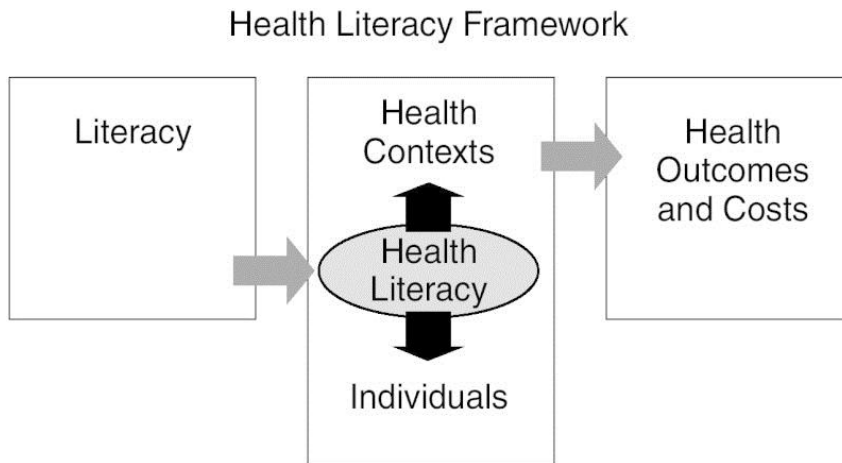 Health Literacy Framework
Literacy
Health
Contexts
Health
Literacy
Individuals
Health
Outcomes
and Costs